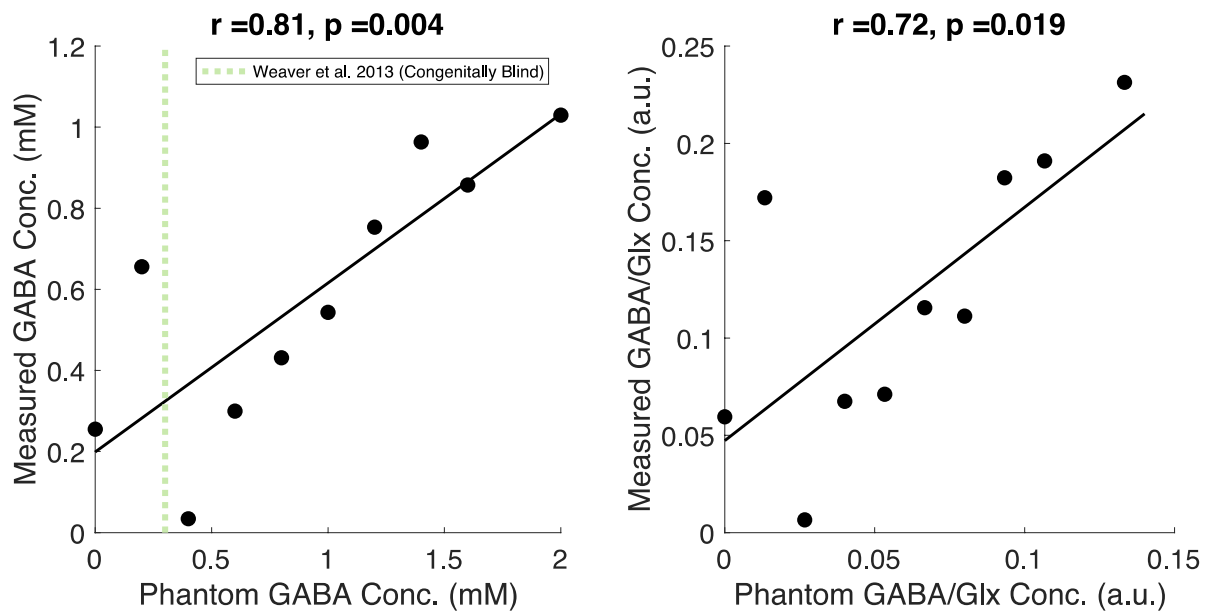 r =0.81, p =0.004
1.2
1
0.8
0.6
0.4
0.2
0
Measured GABA Conc. (mM)
Weaver et al. 2013 (Congenitally Blind)
0 0.5 1 1.5 2
Phantom GABA Conc. (mM)
r =0.72, p =0.019
0.25
0.2
0.15
0.1
0.05
0
Measured GABA/Glx Conc. (a.u.)
0 0.05 0.1 0.15
Phantom GABA/Glx Conc. (a.u.)